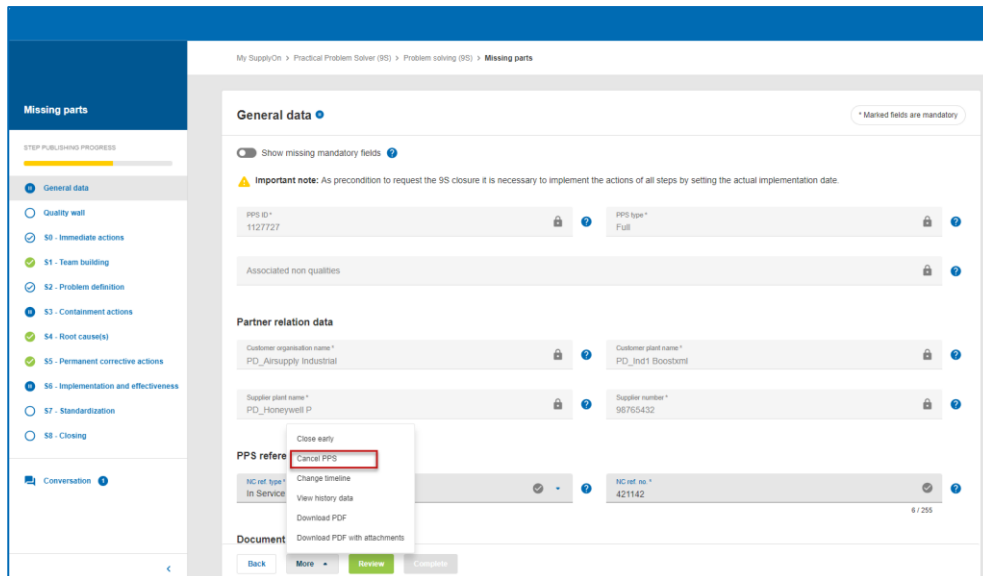 My SupplyOn > Practical Problem Solver (9S) > Problem solving (9S) > Missing parts
Missing parts
STEP PUBLISHING PROGRESS
General data
Quality wall
S0 - Immediate actions
S1 - Team building
S2 - Problem definition
S3 - Containment actions
S4 - Root cause(s)
S5 - Permanent corrective actions
S6 - Implementation and effectiveness
S7 - Standardization
S8 - Closing
Conversation 1
General data
* Marked fields are mandatory
Show missing mandatory fields
Important note: As precondition to request the 9S closure it is necessary to implement the actions of all steps by setting the actual implementation date.
PPS ID *
1127727
PPS type *
Full
Associated non qualities
Partner relation data
Customer organisation name *
PD_Airsupply Industrial
Customer plant name *
PD_Ind1 Boostxml
Supplier plant name *
PD_Honeywell P
Supplier number *
98765432
PPS refere
NC ref. type *
In Service
NC ref. no. *
421142
6 / 255
Document
Close early
Cancel PPS
Change timeline
View history data
Download PDF
Download PDF with attachments
Back
More
Review
Complete